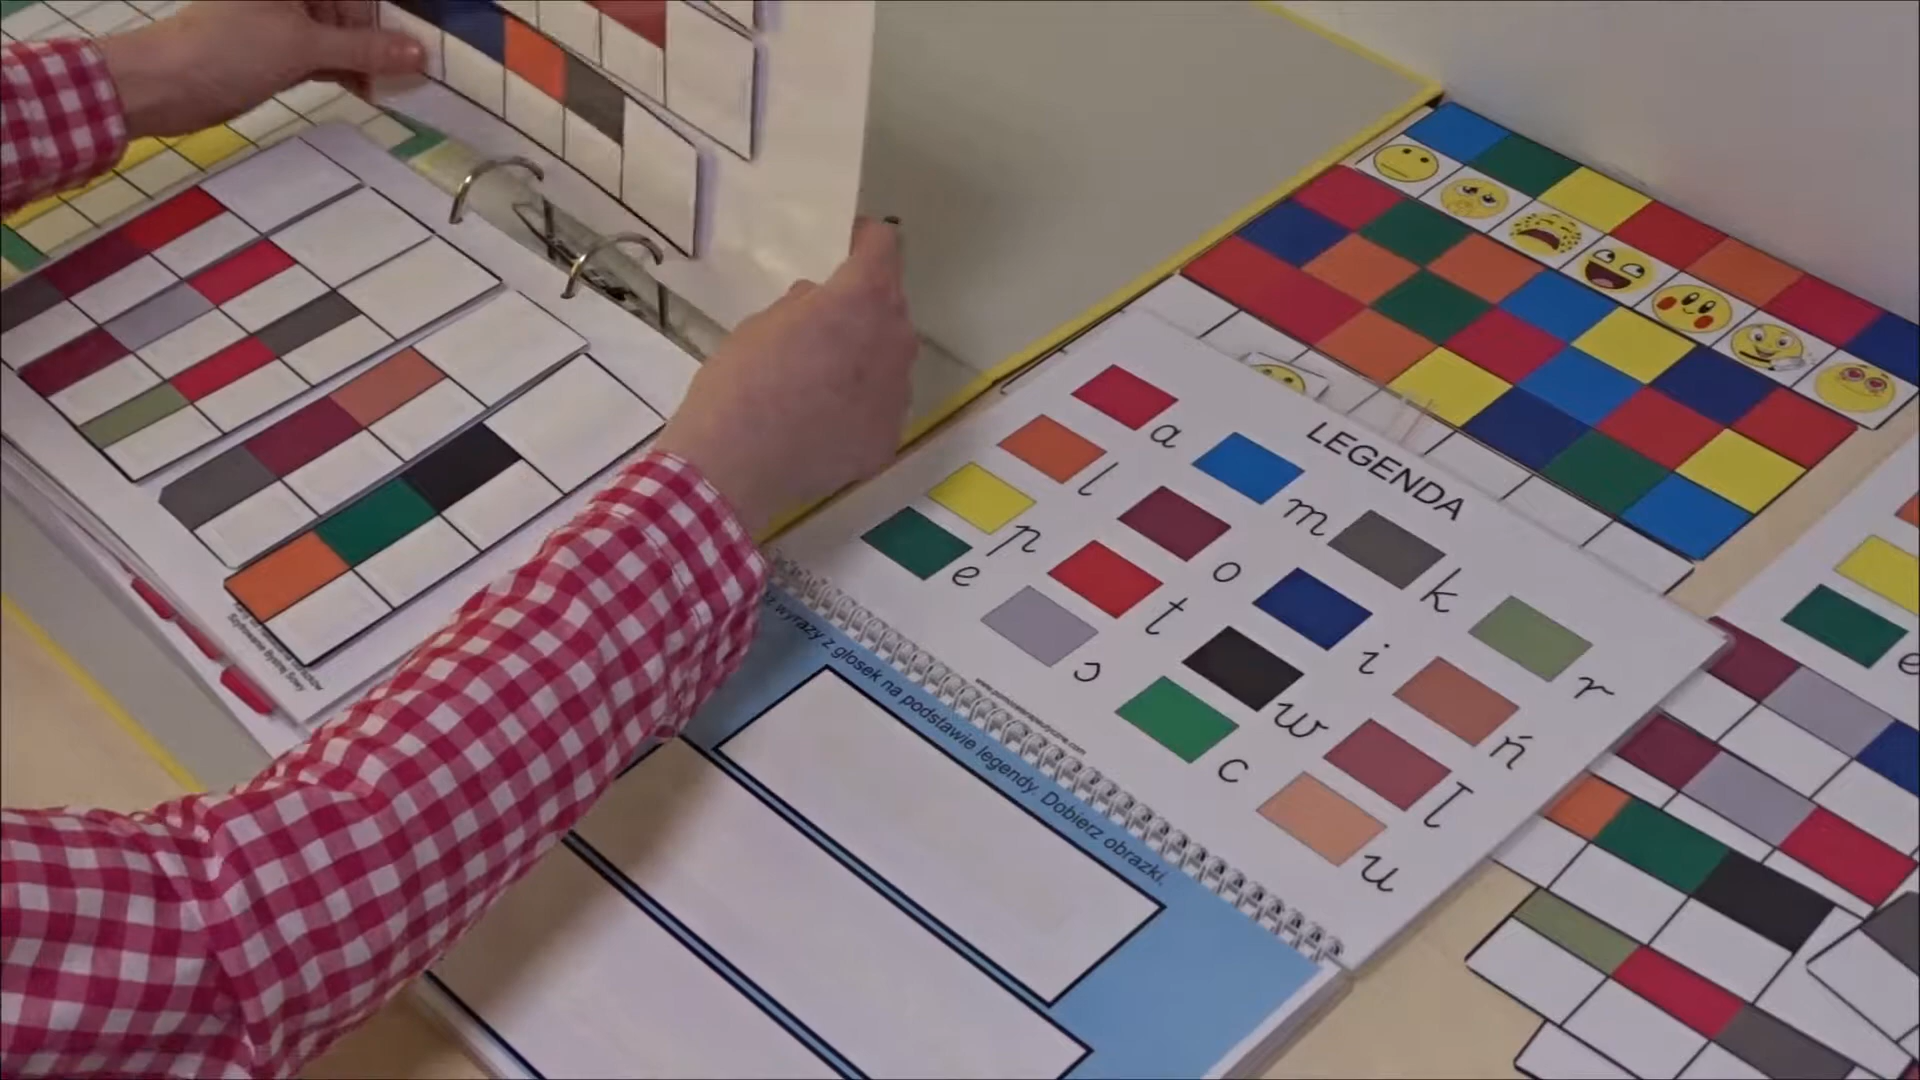 LEGENDA
a
m
k
r
l
o
i
ń
p
t
w
ł
e
s
c
u
wyrazy z głosek na podstawie legendy. Dobierz obrazki.
e